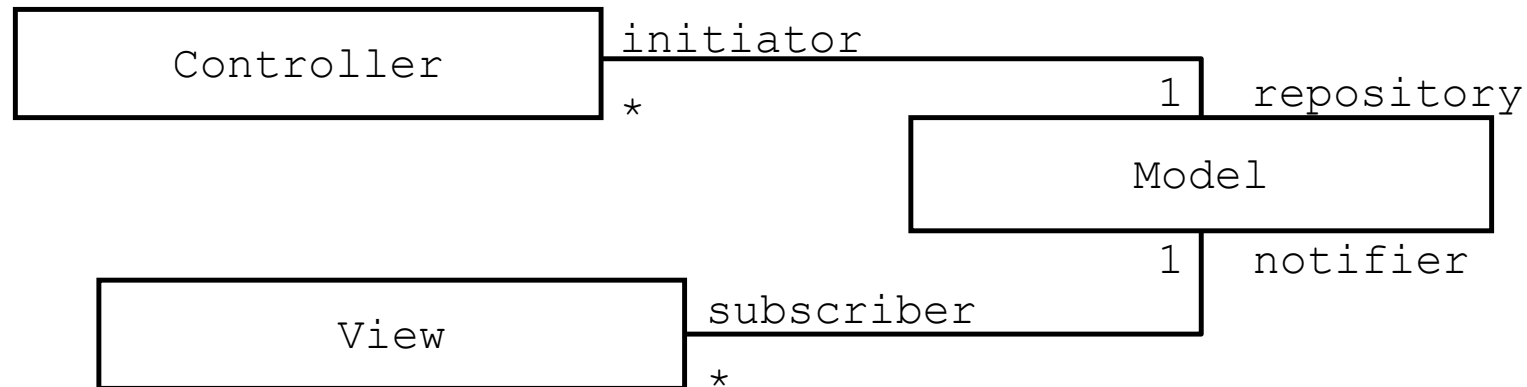 initiator
Controller
*
1 repository
Model
1 notifier
subscriber
View
*